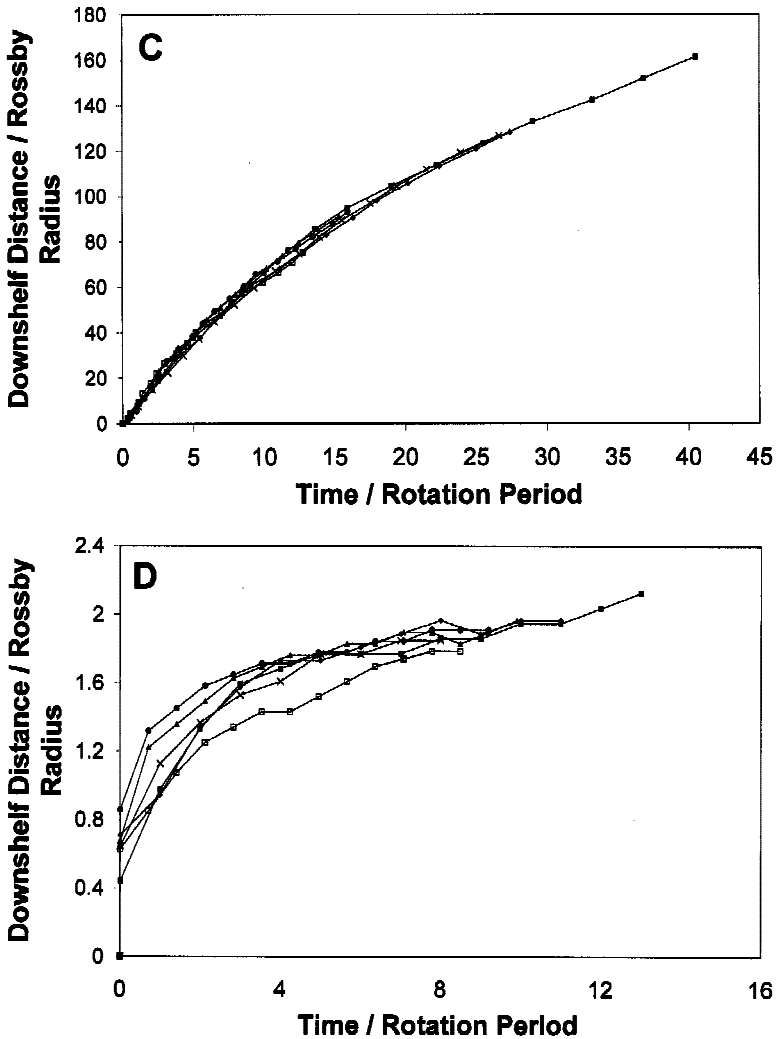 C
180
160
140
120
100
80
60
40
20
0
0 5 10 15 20 25 30 35 40 45
Downshelf Distance / Rossby
Radius
Time / Rotation Period
D
2.4
2
1.6
1.2
0.8
0.4
0
0 4 8 12 16
Downshelf Distance / Rossby
Radius
Time / Rotation Period